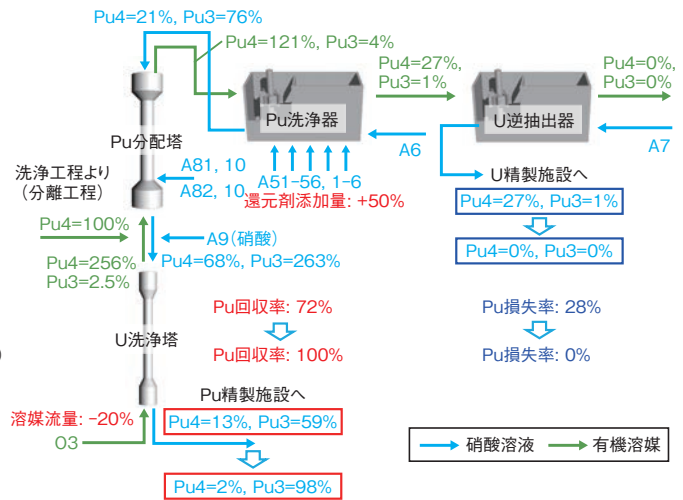 Pu4=21%, Pu3=76%
Pu4=121%, Pu3=4%
Pu4=27%,
Pu3=1%
Pu4=0%,
Pu3=0%
Pu洗浄器
U逆抽出器
Pu分配塔
A6
A7
洗浄工程より
(分離工程)
A81, 10
A82, 10
A51-56, 1-6
還元剤添加量: +50%
U精製施設へ
Pu4=27%, Pu3=1%
Pu4=0%, Pu3=0%
Pu4=100%
A9(硝酸)
Pu4=256%
Pu3=2.5%
Pu4=68%, Pu3=263%
Pu回収率: 72%
Pu回収率: 100%
Pu損失率: 28%
Pu損失率: 0%
U洗浄塔
Pu精製施設へ
溶媒流量: -20%
O3
Pu4=13%, Pu3=59%
Pu4=2%, Pu3=98%
硝酸溶液
有機溶媒